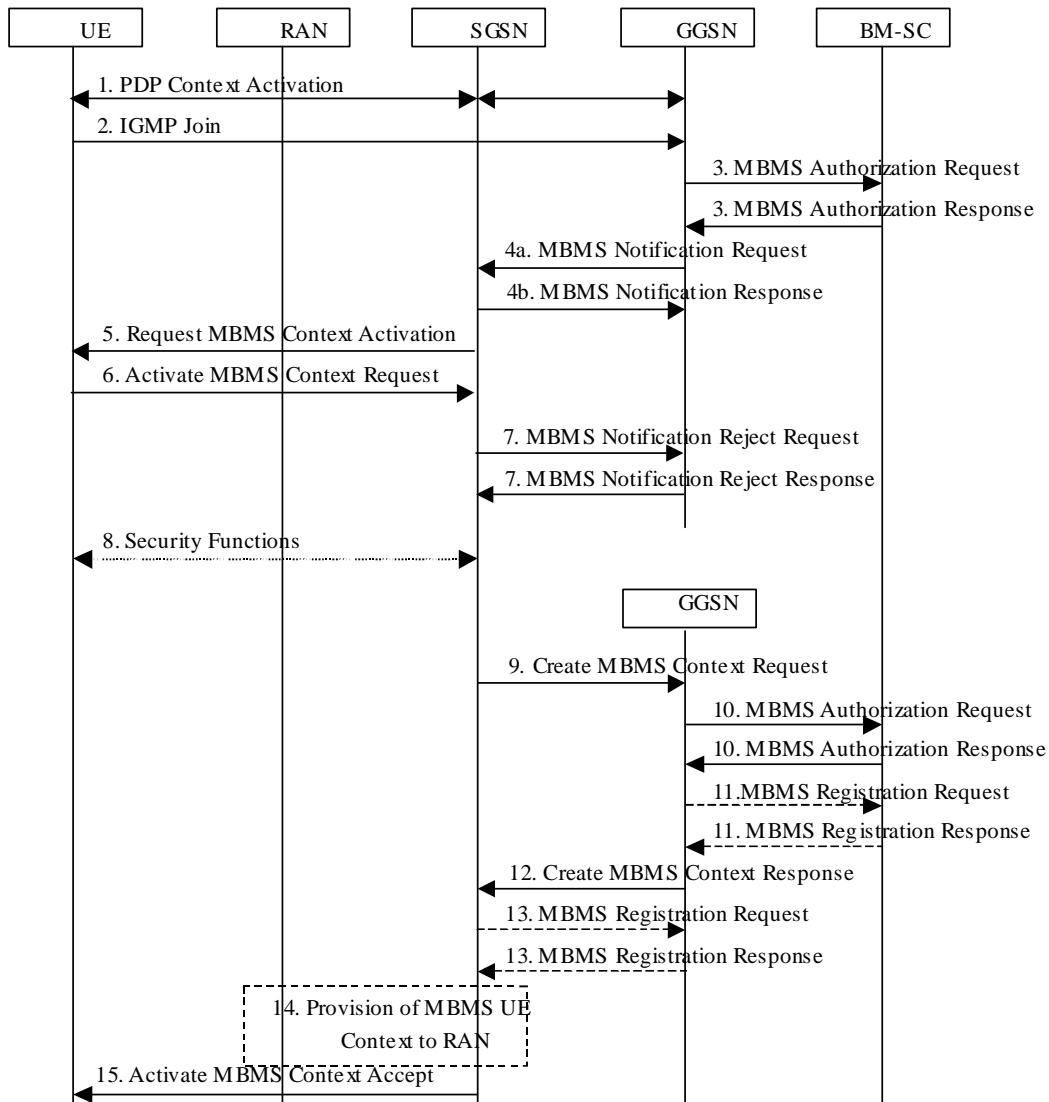 UE RAN SGSN GGSN BM-SC
1. PDP Context Activation
2. IGMP Join
3. MBMS Authorization Request
3. MBMS Authorization Response
4a. MBMS Notification Request
4b. MBMS Notification Response
5. Request MBMS Context Activation
6. Activate MBMS Context Request
7. MBMS Notification Reject Request
7. MBMS Notification Reject Response
8. Security Functions
GGSN
9. Create MBMS Context Request
10. MBMS Authorization Request
10. MBMS Authorization Response
11.MBMS Registration Request
11. MBMS Registration Response
12. Create MBMS Context Response
13. MBMS Registration Request
13. MBMS Registration Response
14. Provision of MBMS UE
Context to RAN
15. Activate MBMS Context Accept